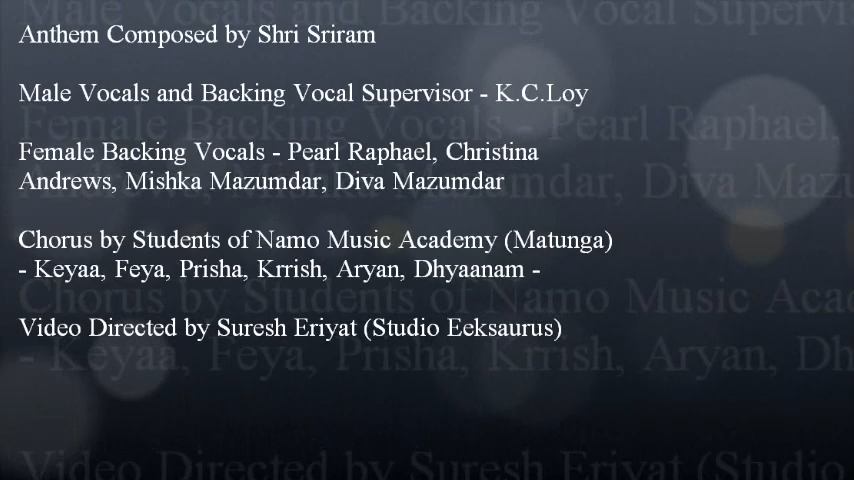 Anthem Composed by Shri Sriram
Male Vocals and Backing Vocal Supervisor - K.C.Loy
Female Backing Vocals - Pearl Raphael, Christina
Andrews, Mishka Mazumdar, Diva Mazumdar
Chorus by Students of Namo Music Academy (Matunga)
- Keyaa, Feya, Prisha, Krrish, Aryan, Dhyaanam -
Video Directed by Suresh Eriyat (Studio Eeksaurus)